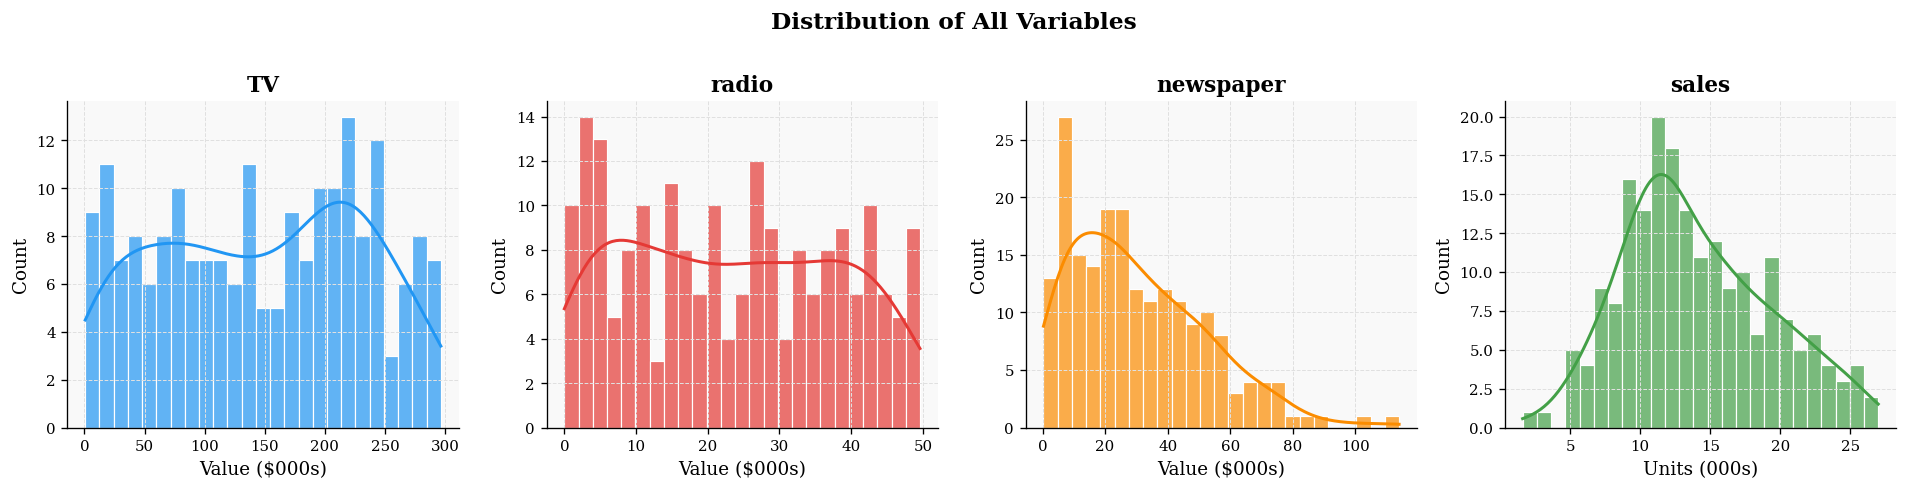 Distribution of All Variables
TV
Count
12
10
8
6
4
2
0
0 50 100 150 200 250 300
Value ($000s)
radio
Count
14
12
10
8
6
4
2
0
0 10 20 30 40 50
Value ($000s)
newspaper
Count
25
20
15
10
5
0
0 20 40 60 80 100
Value ($000s)
sales
Count
20.0
17.5
15.0
12.5
10.0
7.5
5.0
2.5
0.0
5 10 15 20 25
Units (000s)